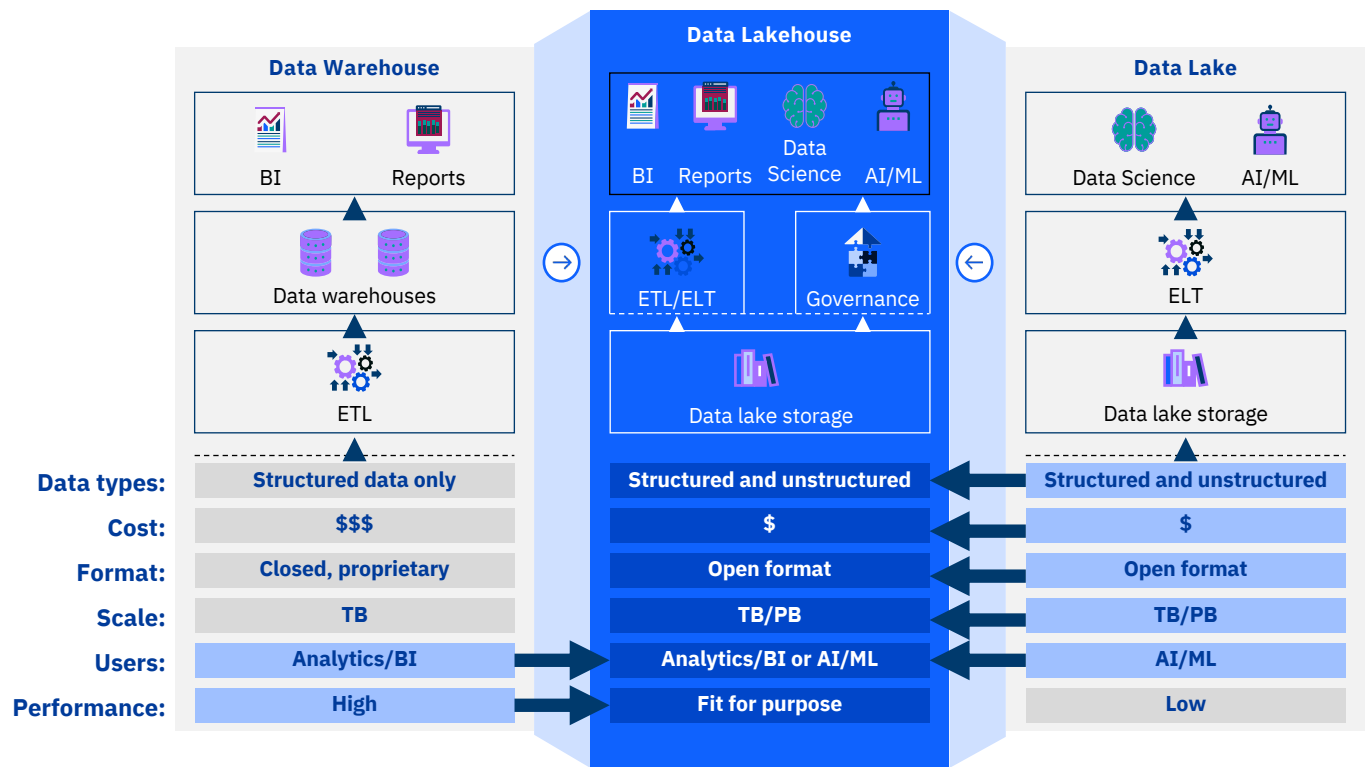 Data Warehouse
BI
Reports
Data warehouses
ETL
Data Lakehouse
BI
Reports
Data
Science
AI/ML
ETL/ELT
Governance
Data lake storage
Data Lake
Data Science
AI/ML
ELT
Data lake storage
Data types:
Structured data only
Structured and unstructured
Structured and unstructured
Cost:
$$$
$
$
Format:
Closed, proprietary
Open format
Open format
Scale:
TB
TB/PB
TB/PB
Users:
Analytics/BI
Analytics/BI or AI/ML
AI/ML
Performance:
High
Fit for purpose
Low